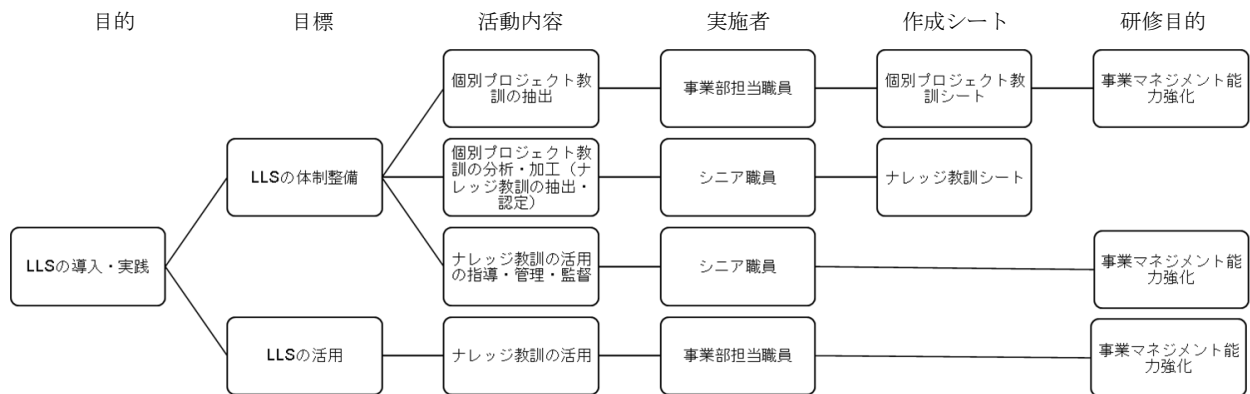 目的
目標
活動内容
実施者
作成シート
研修目的
個別プロジェクト教
訓の抽出
事業部担当職員
個別プロジェクト教
訓シート
事業マネジメント能
力強化
LLSの体制整備
個別プロジェクト教
訓の分析・加工（ナ
レッジ教訓の抽出・
認定）
シニア職員
ナレッジ教訓シート
LLSの導入・実践
ナレッジ教訓の活用
の指導・管理・監督
シニア職員
事業マネジメント能
力強化
LLSの活用
ナレッジ教訓の活用
事業部担当職員
事業マネジメント能
力強化